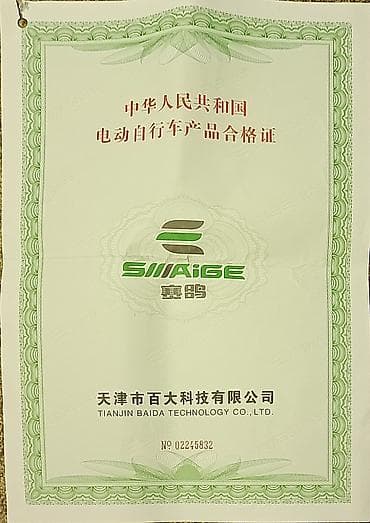 中华人民共和国
电动自行车产品合格证
SAIGE
赛鸽
天津市百大科技有限公司
TIANJIN BAIDA TECHNOLOGY CO., LTD.
№ 02245832